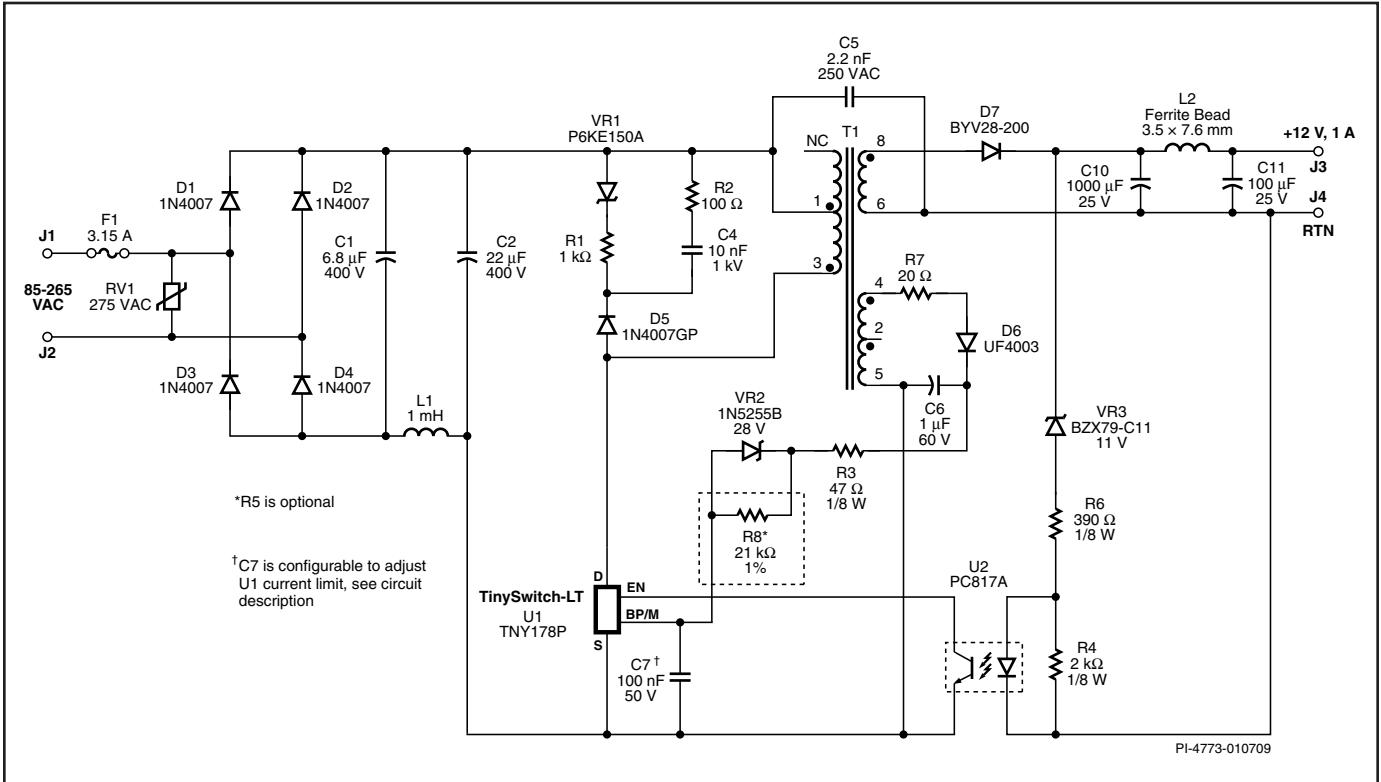 C5
2.2 nF
250 VAC
VR1
P6KE150A
NC
T1
8
D7
BYV28-200
L2
Ferrite Bead
3.5 × 7.6 mm
+12 V, 1 A
J3
D1
1N4007
D2
1N4007
R2
100 Ω
C10
1000 µF
25 V
C11
100 µF
25 V
J4
RTN
F1
3.15 A
J1
C1
6.8 µF
400 V
C2
22 µF
400 V
R1
1 kΩ
C4
10 nF
1 kV
1
6
3
85-265
VAC
RV1
275 VAC
J2
D5
1N4007GP
R7
20 Ω
4
2
5
D6
UF4003
D3
1N4007
D4
1N4007
L1
1 mH
C6
1 µF
60 V
VR2
1N5255B
28 V
VR3
BZX79-C11
11 V
R3
47 Ω
1/8 W
*R5 is optional
R8*
21 kΩ
1%
R6
390 Ω
1/8 W
†C7 is configurable to adjust
U1 current limit, see circuit
description
TinySwitch-LT
U1
TNY178P
D
EN
BP/M
S
U2
PC817A
C7†
100 nF
50 V
R4
2 kΩ
1/8 W
PI-4773-010709